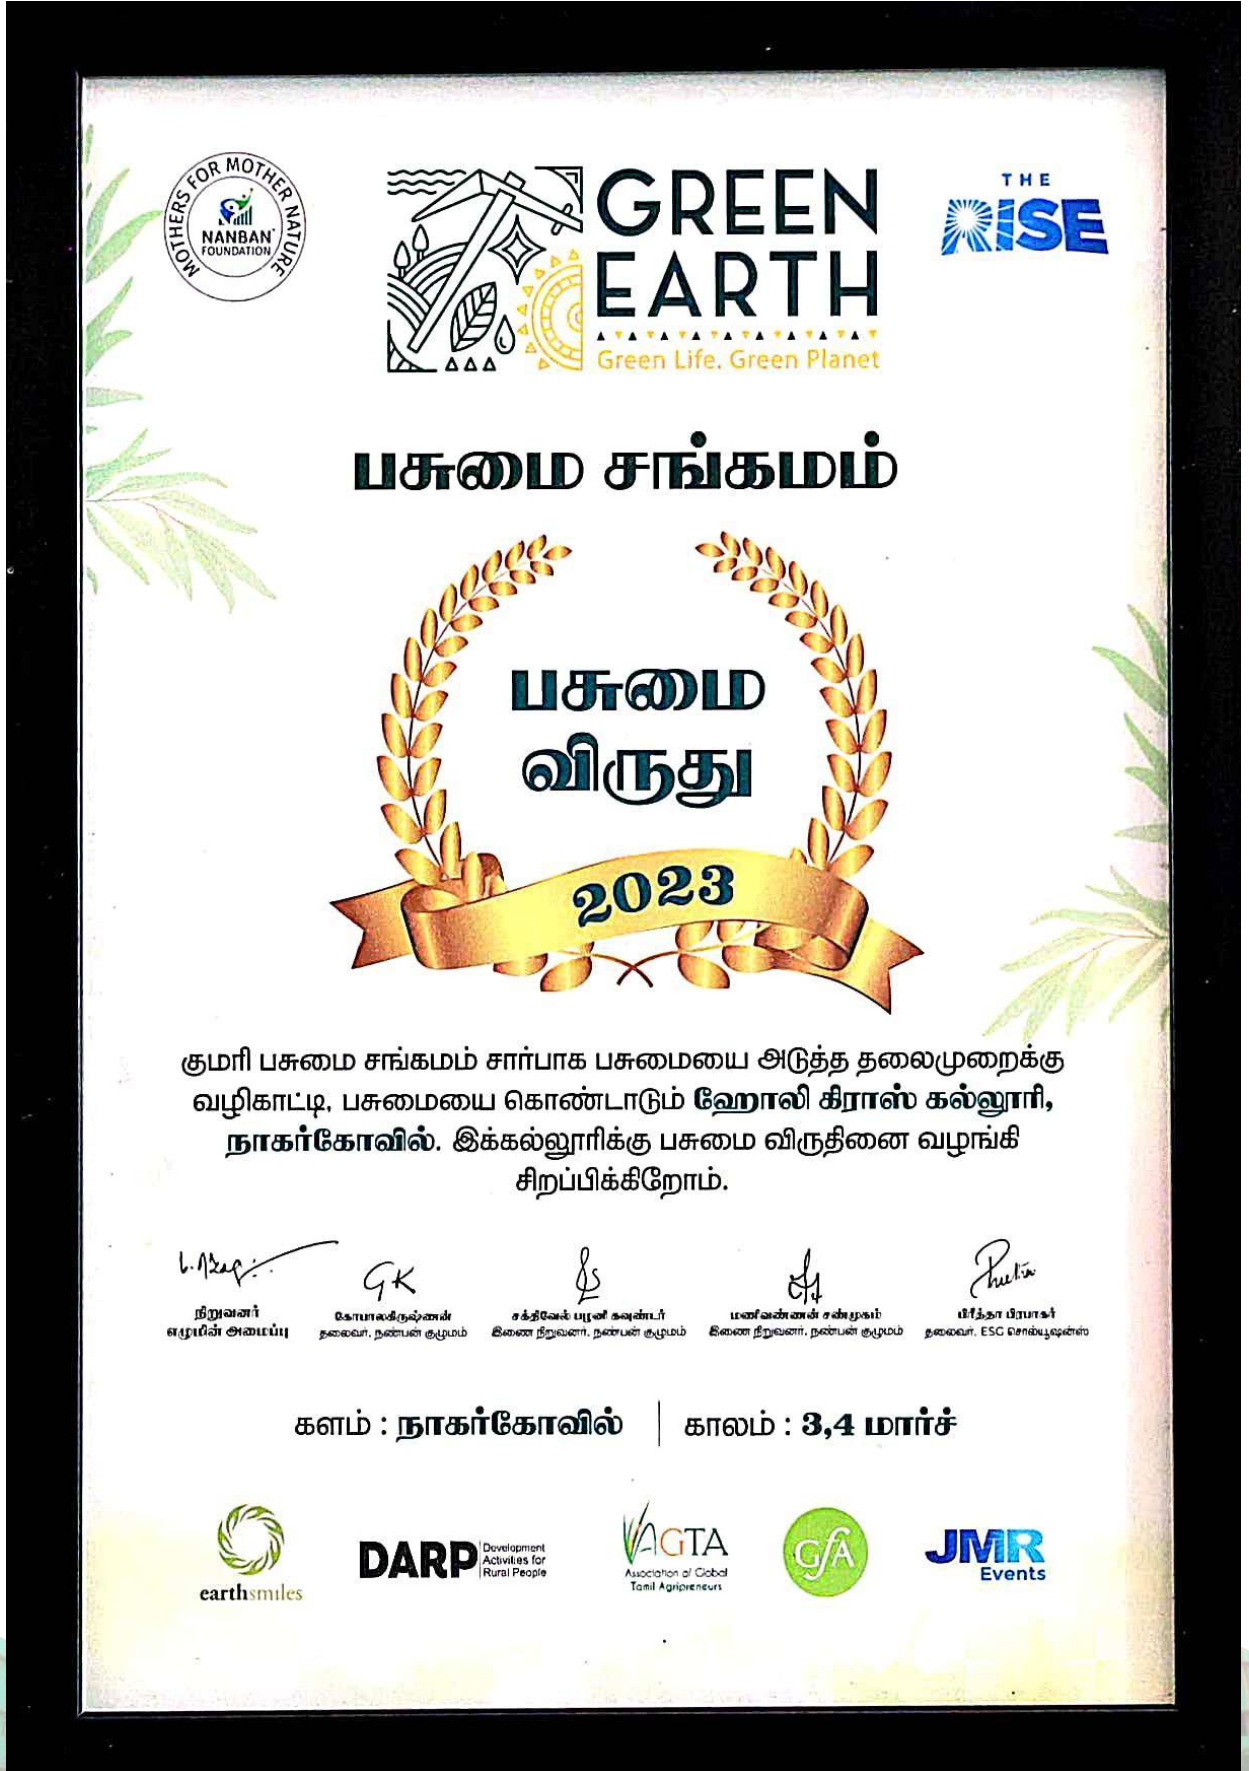 MOTHERS FOR MOTHER NATURE
NANBAN
FOUNDATION
GREEN
EARTH
Green Life. Green Planet
THE
RISE
பசுமை சங்கமம்
பசுமை
விருது
2023
குமரி பசுமை சங்கமம் சார்பாக பசுமையை அடுத்த தலைமுறைக்கு
வழிகாட்டி, பசுமையை கொண்டாடும் ஹோலி கிராஸ் கல்லூரி,
நாகர்கோவில். இக்கல்லூரிக்கு பசுமை விருதினை வழங்கி
சிறப்பிக்கிறோம்.
GK
நிறுவனர்
எழுமின் அமைப்பு
கோபாலகிருஷ்ணன்
தலைவர், நண்பன் குழுமம்
சக்திவேல் பழனி கவுண்டர்
இணை நிறுவனர், நண்பன் குழுமம்
மணிவண்ணன் சண்முகம்
இணை நிறுவனர், நண்பன் குழுமம்
பிரீத்தா பிரபாகர்
தலைவர், ESG சொல்யூஷன்ஸ்
களம் : நாகர்கோவில் | காலம் : 3,4 மார்ச்
earthsmiles
DARP
Development
Activities for
Rural People
AGTA
Association of Global
Tamil Agripreneurs
GfA
JMR
Events